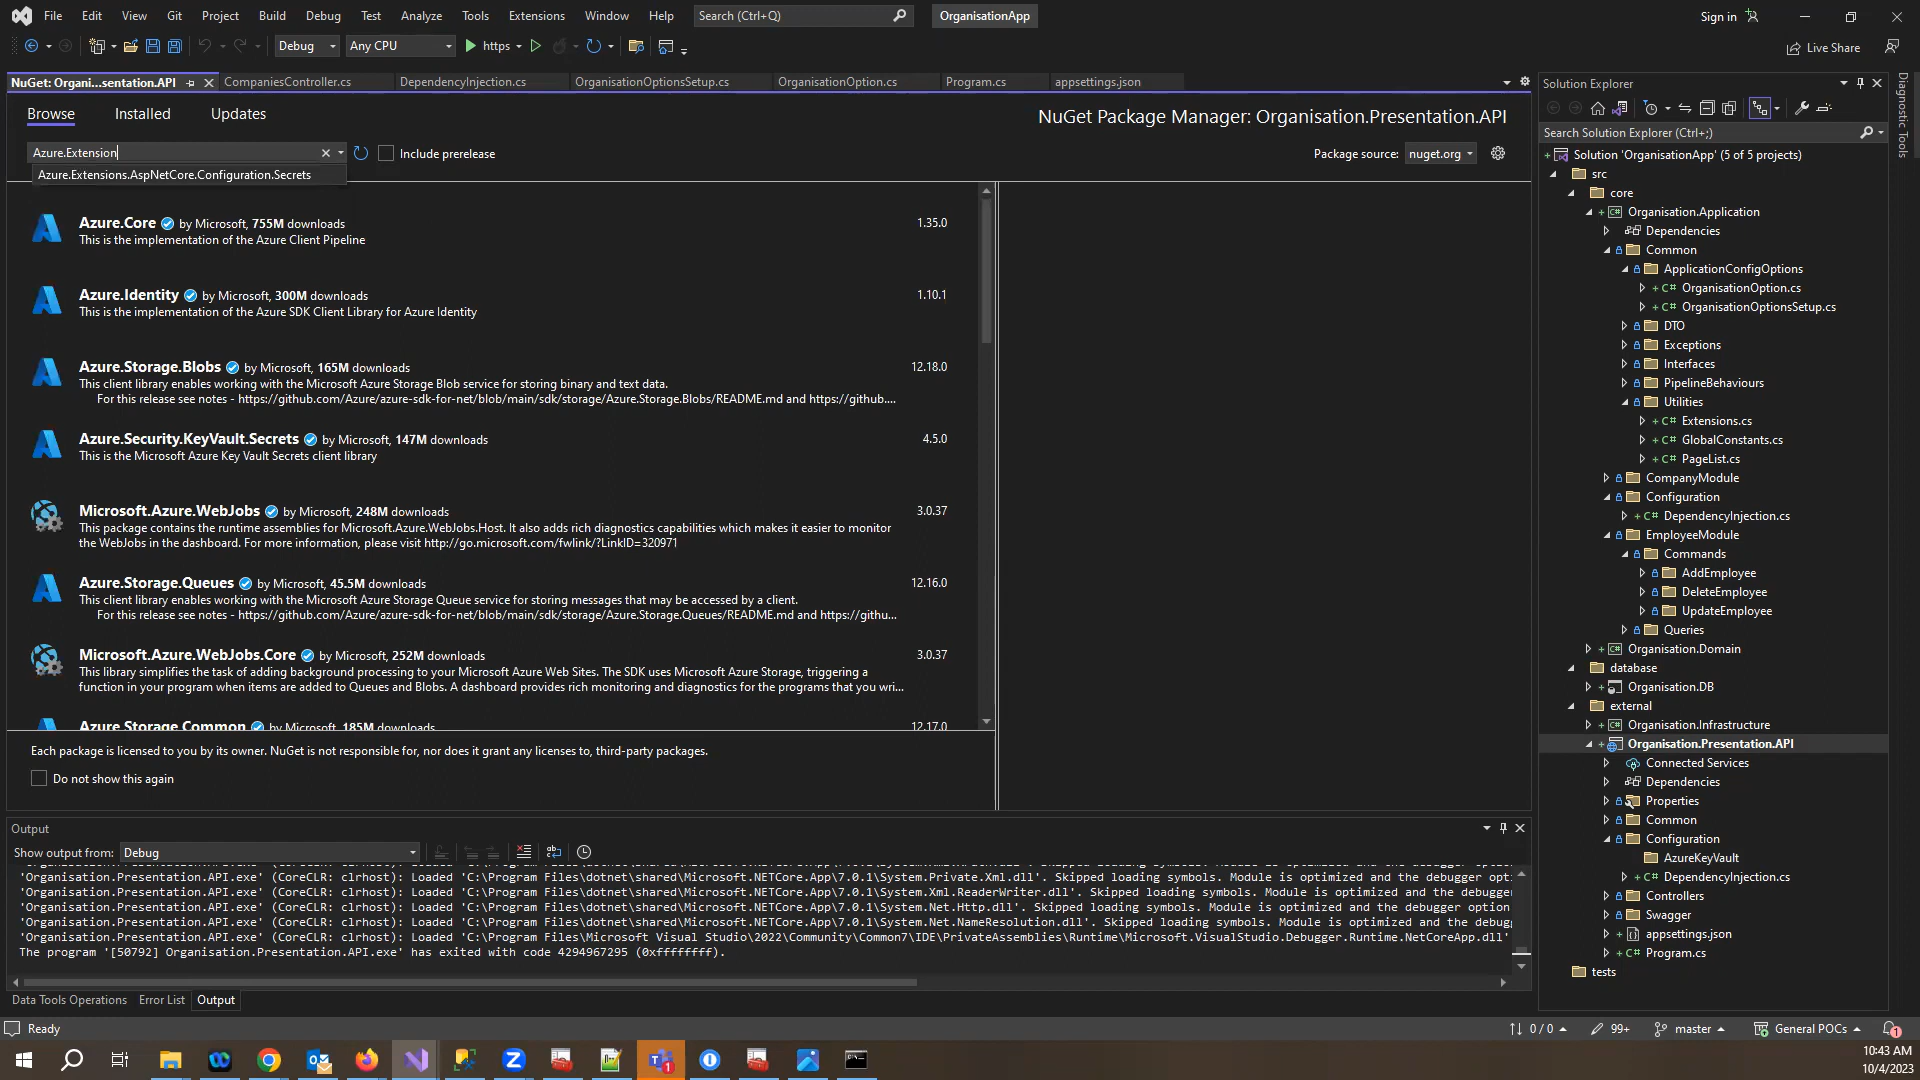 File Edit View Git Project Build Debug Test Analyze Tools Extensions Window Help Search (Ctrl+Q) OrganisationApp Sign in
Debug Any CPU https Live Share
NuGet: Organi...sentation.API CompaniesController.cs DependencyInjection.cs OrganisationOptionsSetup.cs OrganisationOption.cs Program.cs appsettings.json
Browse Installed Updates
NuGet Package Manager: Organisation.Presentation.API
Azure.Extension Include prerelease Package source: nuget.org
Azure.Extensions.AspNetCore.Configuration.Secrets
Azure.Core by Microsoft, 755M downloads 1.35.0
This is the implementation of the Azure Client Pipeline
Azure.Identity by Microsoft, 300M downloads 1.10.1
This is the implementation of the Azure SDK Client Library for Azure Identity
Azure.Storage.Blobs by Microsoft, 165M downloads 12.18.0
This client library enables working with the Microsoft Azure Storage Blob service for storing binary and text data.
For this release see notes - https://github.com/Azure/azure-sdk-for-net/blob/main/sdk/storage/Azure.Storage.Blobs/README.md and https://github....
Azure.Security.KeyVault.Secrets by Microsoft, 147M downloads 4.5.0
This is the Microsoft Azure Key Vault Secrets client library
Microsoft.Azure.WebJobs by Microsoft, 248M downloads 3.0.37
This package contains the runtime assemblies for Microsoft.Azure.WebJobs.Host. It also adds rich diagnostics capabilities which makes it easier to monitor
the WebJobs in the dashboard. For more information, please visit http://go.microsoft.com/fwlink/?LinkID=320971
Azure.Storage.Queues by Microsoft, 45.5M downloads 12.16.0
This client library enables working with the Microsoft Azure Storage Queue service for storing messages that may be accessed by a client.
For this release see notes - https://github.com/Azure/azure-sdk-for-net/blob/main/sdk/storage/Azure.Storage.Queues/README.md and https://githu...
Microsoft.Azure.WebJobs.Core by Microsoft, 252M downloads 3.0.37
This library simplifies the task of adding background processing to your Microsoft Azure Web Sites. The SDK uses Microsoft Azure Storage, triggering a
function in your program when items are added to Queues and Blobs. A dashboard provides rich monitoring and diagnostics for the programs that you wri...
Azure.Storage.Common by Microsoft, 185M downloads 12.17.0
Each package is licensed to you by its owner. NuGet is not responsible for, nor does it grant any licenses to, third-party packages.
Do not show this again
Output
Show output from: Debug
'Organisation.Presentation.API.exe' (CoreCLR: clrhost): Loaded 'C:\Program Files\dotnet\shared\Microsoft.NETCore.App\7.0.1\System.Private.Xml.dll'. Skipped loading symbols. Module is optimized and the debugger opti
'Organisation.Presentation.API.exe' (CoreCLR: clrhost): Loaded 'C:\Program Files\dotnet\shared\Microsoft.NETCore.App\7.0.1\System.Xml.ReaderWriter.dll'. Skipped loading symbols. Module is optimized and the debugger
'Organisation.Presentation.API.exe' (CoreCLR: clrhost): Loaded 'C:\Program Files\dotnet\shared\Microsoft.NETCore.App\7.0.1\System.Net.Http.dll'. Skipped loading symbols. Module is optimized and the debugger option
'Organisation.Presentation.API.exe' (CoreCLR: clrhost): Loaded 'C:\Program Files\dotnet\shared\Microsoft.NETCore.App\7.0.1\System.Net.NameResolution.dll'. Skipped loading symbols. Module is optimized and the debug
'Organisation.Presentation.API.exe' (CoreCLR: clrhost): Loaded 'C:\Program Files\Microsoft Visual Studio\2022\Community\Common7\IDE\PrivateAssemblies\Runtime\Microsoft.VisualStudio.Debugger.Runtime.NetCoreApp.dll'
The program '[50792] Organisation.Presentation.API.exe' has exited with code 4294967295 (0xffffffff).
Data Tools Operations Error List Output
Solution Explorer
Search Solution Explorer (Ctrl+;)
Solution 'OrganisationApp' (5 of 5 projects)
src
core
C# Organisation.Application
Dependencies
Common
ApplicationConfigOptions
C# OrganisationOption.cs
C# OrganisationOptionsSetup.cs
DTO
Exceptions
Interfaces
PipelineBehaviours
Utilities
C# Extensions.cs
C# GlobalConstants.cs
C# PageList.cs
CompanyModule
Configuration
C# DependencyInjection.cs
EmployeeModule
Commands
AddEmployee
DeleteEmployee
UpdateEmployee
Queries
C# Organisation.Domain
database
Organisation.DB
external
C# Organisation.Infrastructure
Organisation.Presentation.API
Connected Services
Dependencies
Properties
Common
Configuration
AzureKeyVault
C# DependencyInjection.cs
Controllers
Swagger
appsettings.json
C# Program.cs
tests
Diagnostic Tools
Ready 0 / 0 99+ master General POCs 1
1
10:43 AM
10/4/2023